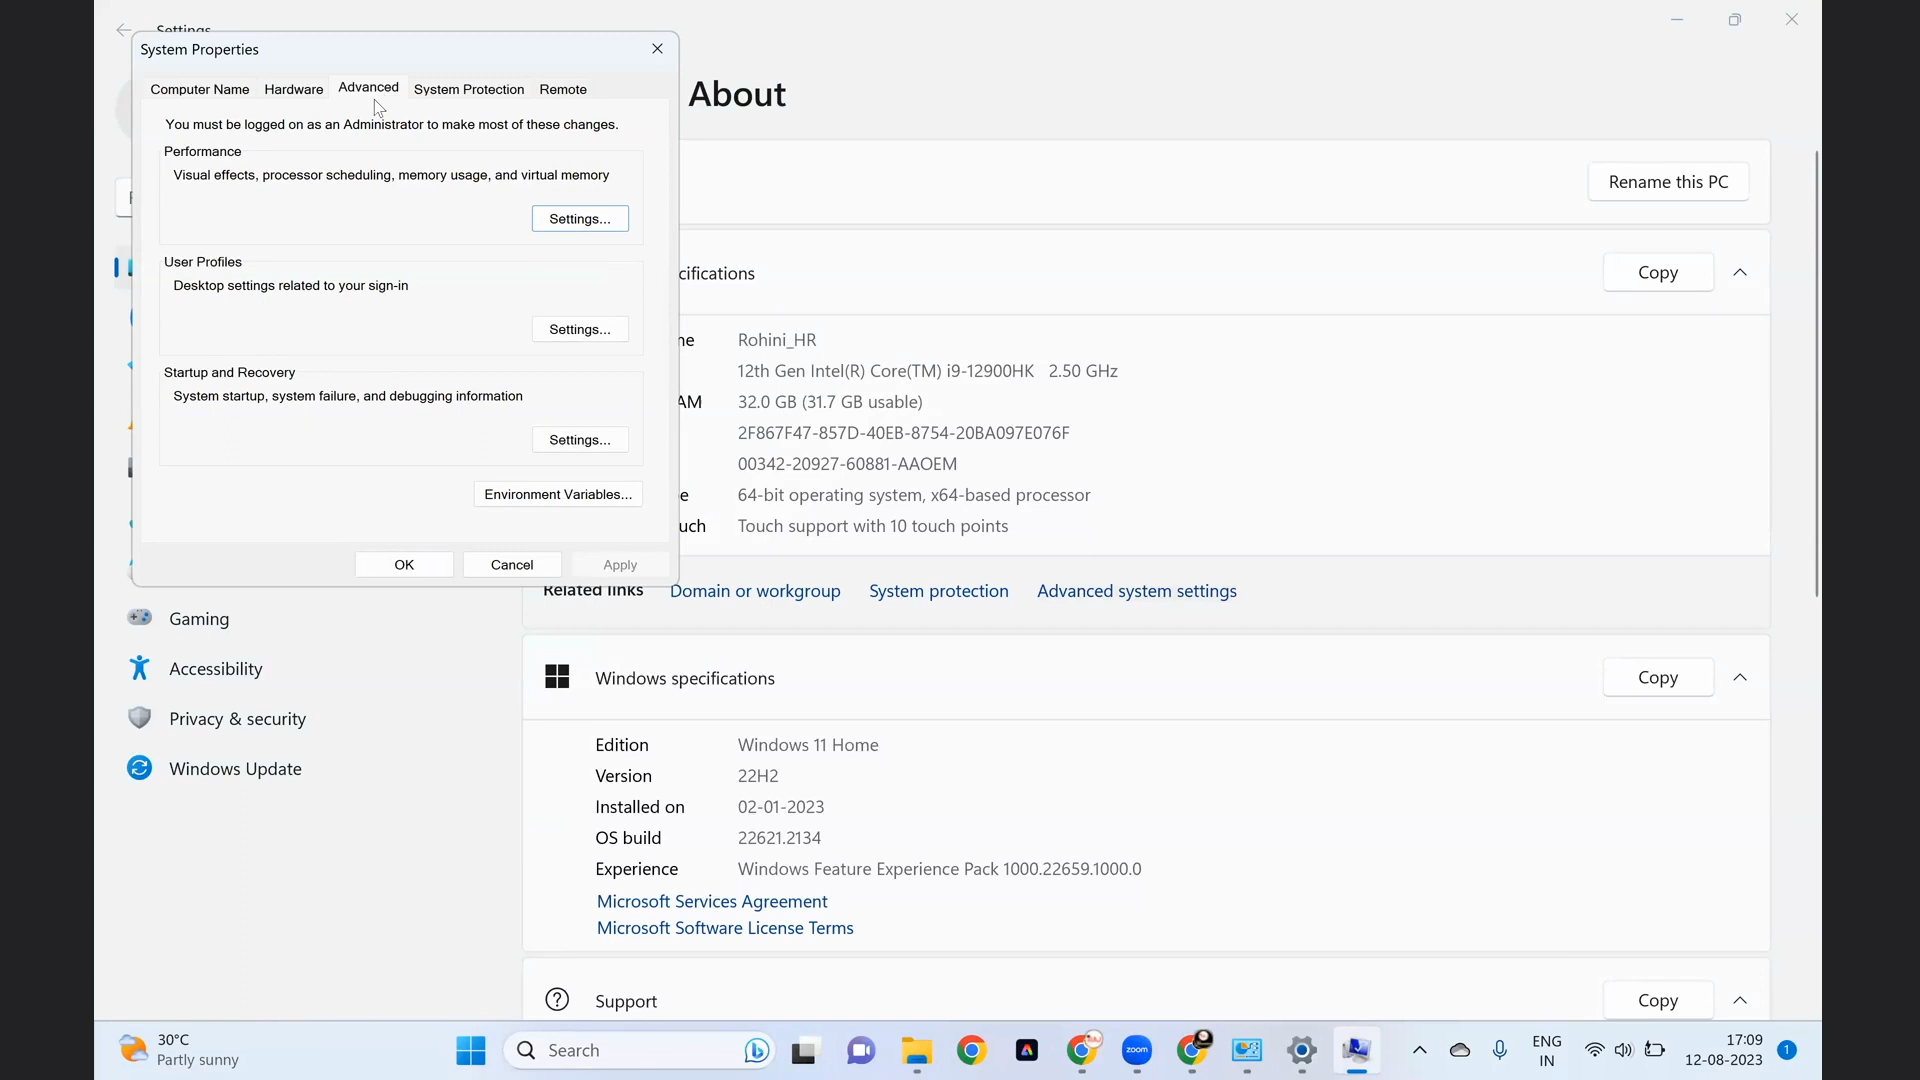 Settings
System Properties
Computer Name Hardware Advanced System Protection Remote
You must be logged on as an Administrator to make most of these changes.
Performance
Visual effects, processor scheduling, memory usage, and virtual memory
Settings...
User Profiles
Desktop settings related to your sign-in
Settings...
Startup and Recovery
System startup, system failure, and debugging information
Settings...
Environment Variables...
OK Cancel Apply
About
Rename this PC
cifications
Copy
ne Rohini_HR
12th Gen Intel(R) Core(TM) i9-12900HK 2.50 GHz
AM 32.0 GB (31.7 GB usable)
2F867F47-857D-40EB-8754-20BA097E076F
00342-20927-60881-AAOEM
e 64-bit operating system, x64-based processor
uch Touch support with 10 touch points
Related links Domain or workgroup System protection Advanced system settings
Gaming
Accessibility
Privacy & security
Windows Update
Windows specifications
Copy
Edition Windows 11 Home
Version 22H2
Installed on 02-01-2023
OS build 22621.2134
Experience Windows Feature Experience Pack 1000.22659.1000.0
Microsoft Services Agreement
Microsoft Software License Terms
Support
Copy
30°C
Partly sunny
Search
zoom
ENG
IN
17:09
12-08-2023
1